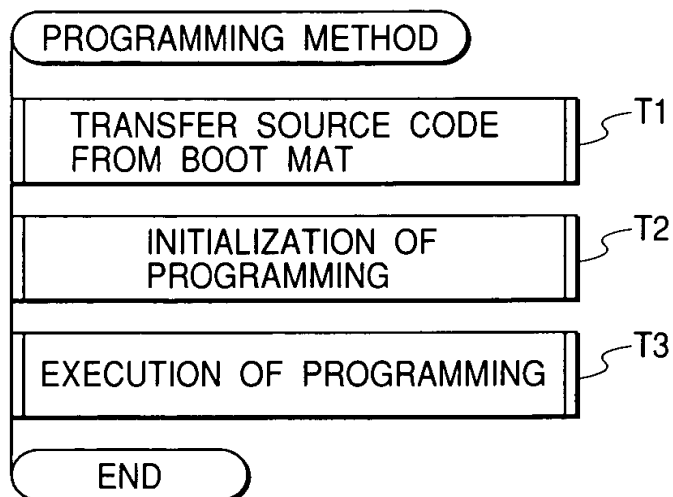 PROGRAMMING METHOD
TRANSFER SOURCE CODE
FROM BOOT MAT
T1
INITIALIZATION OF
PROGRAMMING
T2
EXECUTION OF PROGRAMMING
T3
END